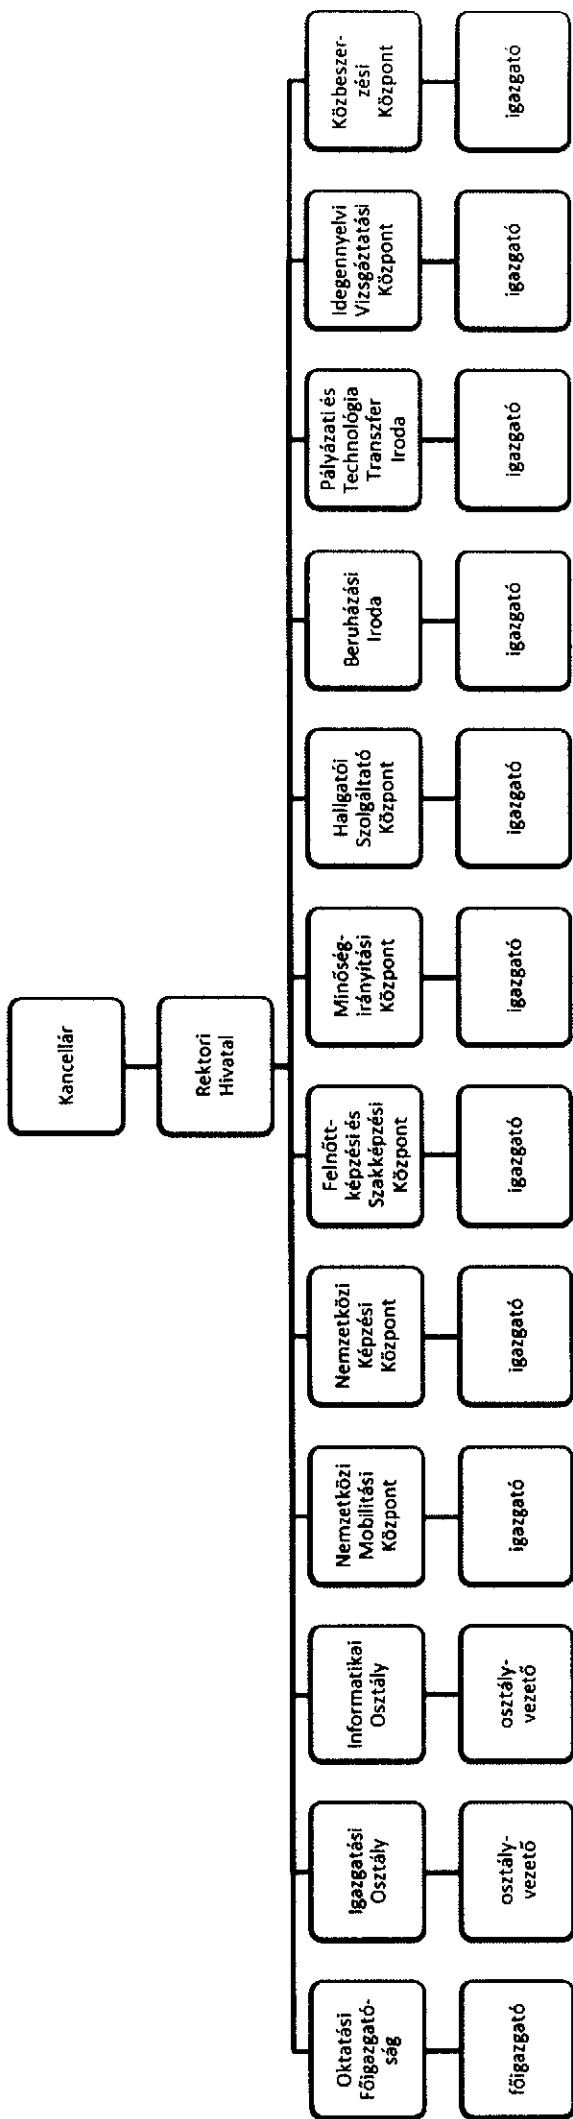 Kancellár
Rektori
Hivatal
Oktatási
Főigazgató-
ság
Igazgatási
Osztály
Informatikai
Osztály
Nemzetközi
Mobilitási
Központ
Nemzetközi
Képzési
Központ
Felnőtt-
képzési és
Szakképzési
Központ
Minőség-
irányítási
Központ
Hallgatói
Szolgáltató
Központ
Beruházási
Iroda
Pályázati és
Technológia
Transzfer
Iroda
Idegennyelvi
Vizsgáztatási
Központ
Közbeszer-
zési
Központ
főigazgató
osztály-
vezető
osztály-
vezető
igazgató
igazgató
igazgató
igazgató
igazgató
igazgató
igazgató
igazgató
igazgató